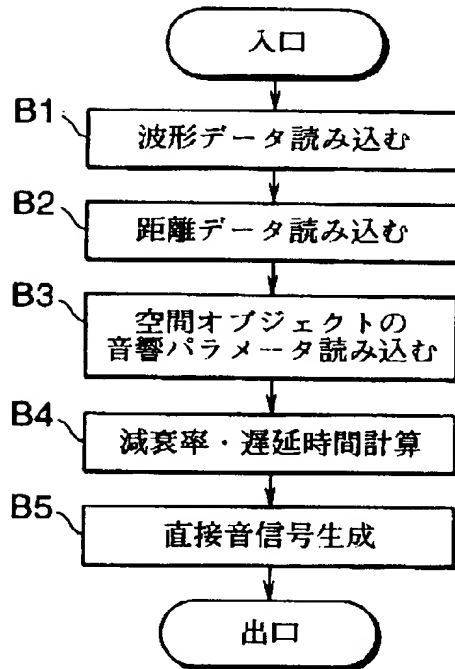 入口
B1
波形データ読み込む
B2
距離データ読み込む
B3
空間オブジェクトの
音響パラメータ読み込む
B4
減衰率・遅延時間計算
B5
直接音信号生成
出口